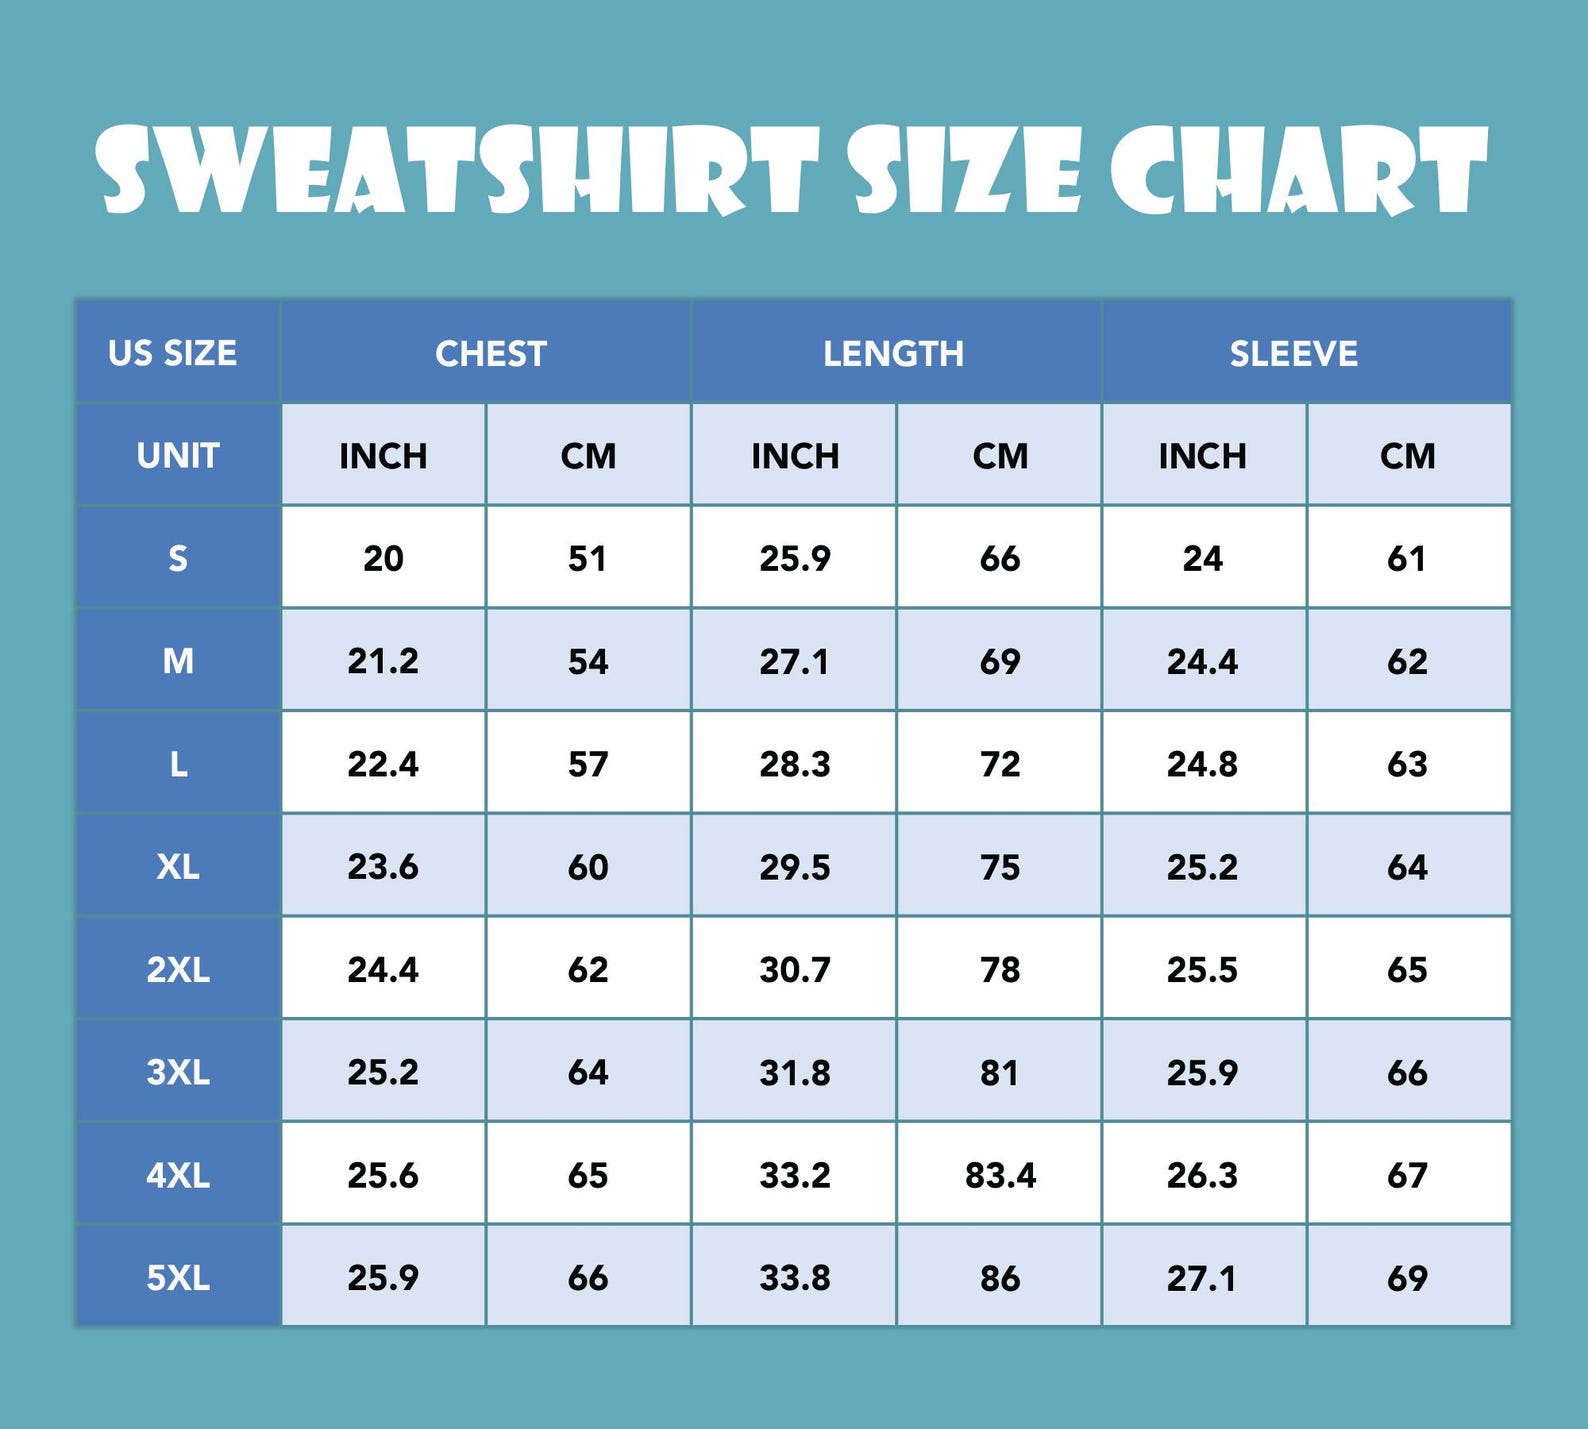 SWEATSHIRT SIZE CHART
US SIZE CHEST LENGTH SLEEVE
UNIT INCH CM INCH CM INCH CM
S 20 51 25.9 66 24 61
M 21.2 54 27.1 69 24.4 62
L 22.4 57 28.3 72 24.8 63
XL 23.6 60 29.5 75 25.2 64
2XL 24.4 62 30.7 78 25.5 65
3XL 25.2 64 31.8 81 25.9 66
4XL 25.6 65 33.2 83.4 26.3 67
5XL 25.9 66 33.8 86 27.1 69